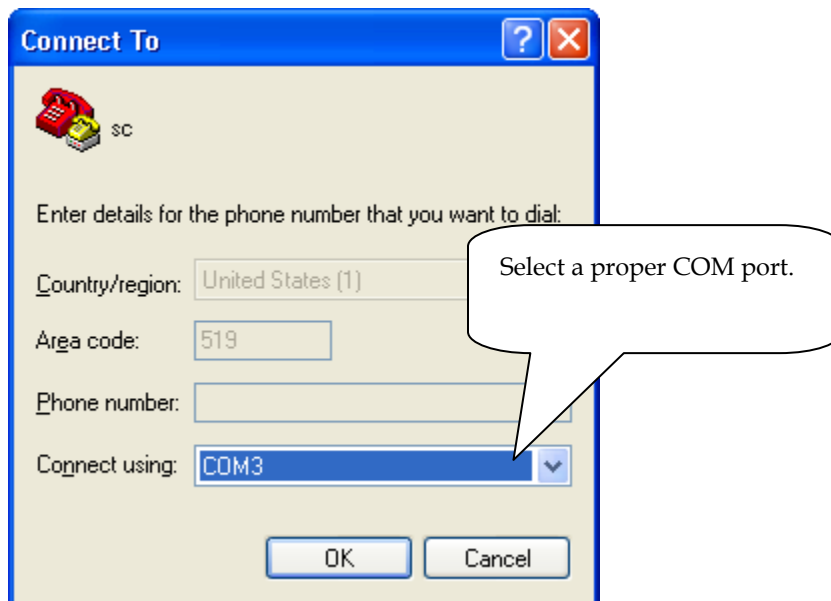 Connect To
sc
Enter details for the phone number that you want to dial:
Country/region: United States (1)
Select a proper COM port.
Area code: 519
Phone number:
Connect using: COM3
OK Cancel